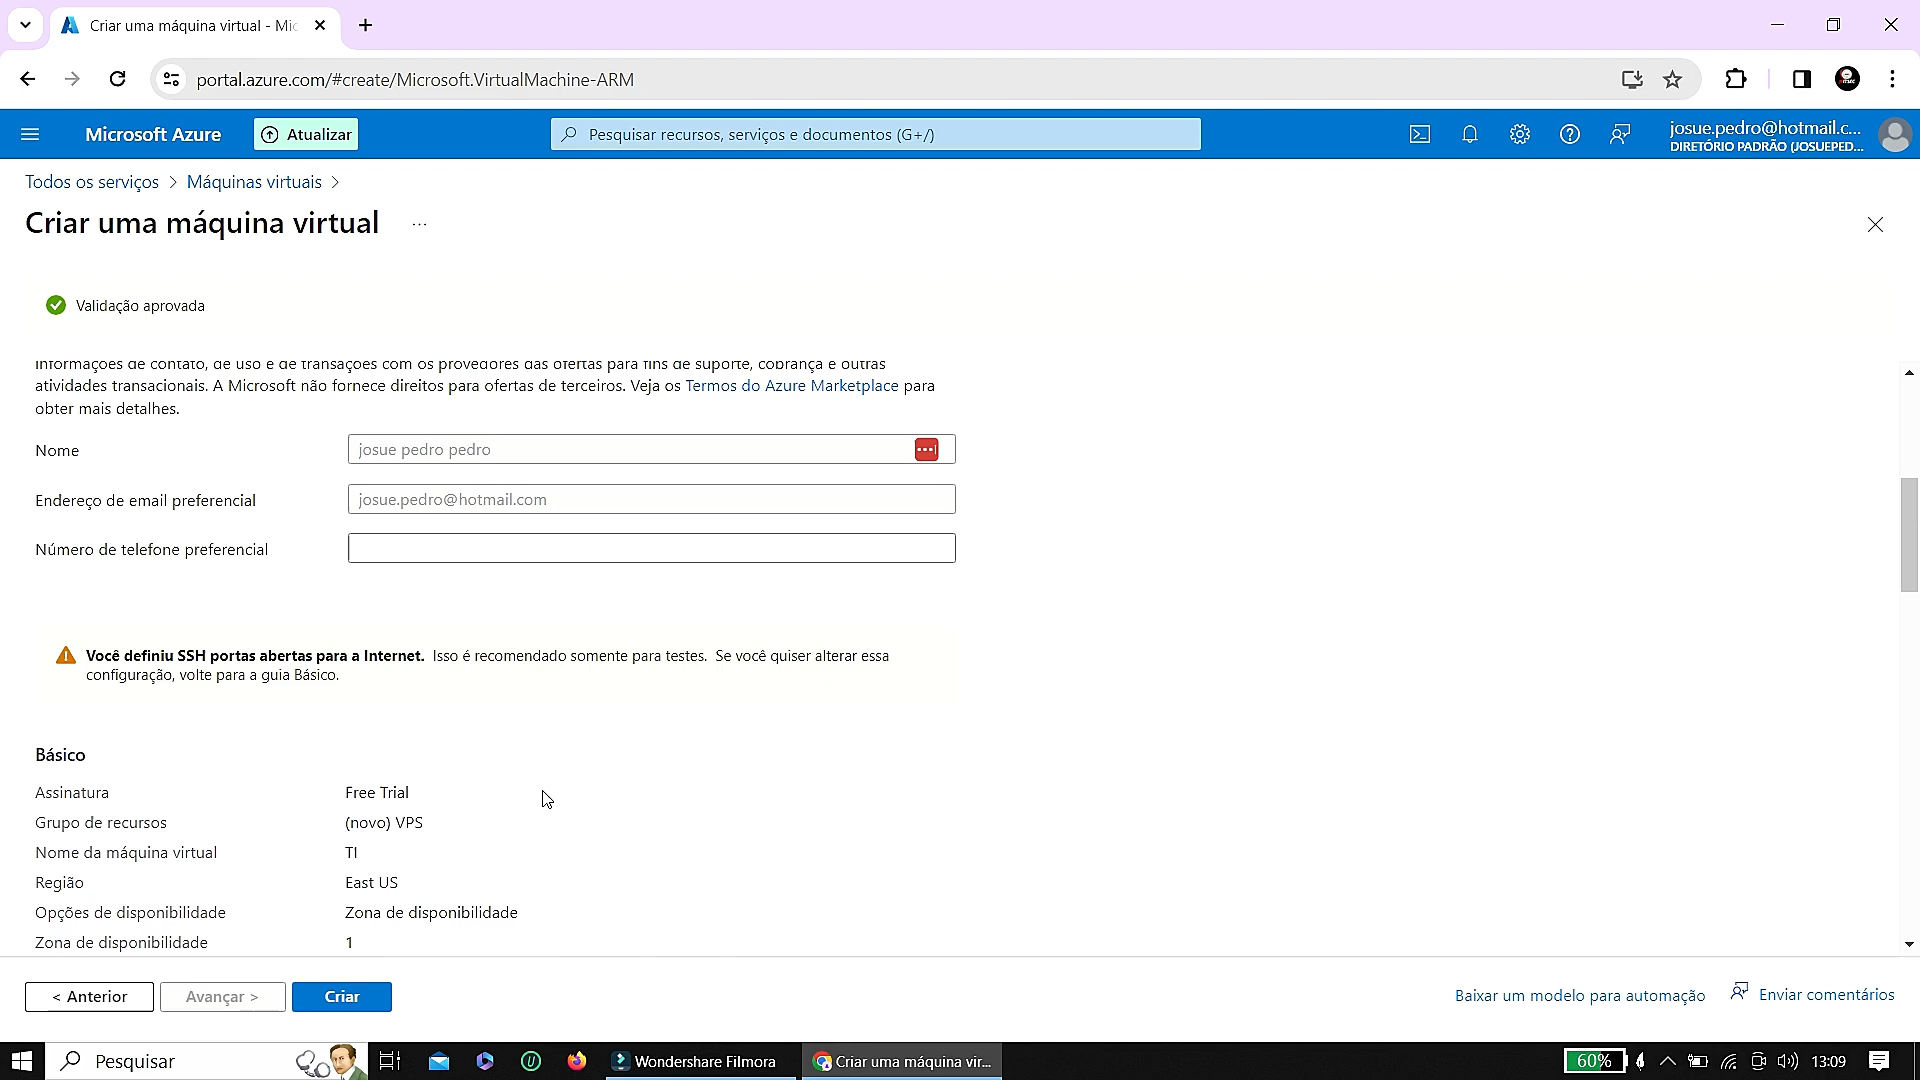 Criar uma máquina virtual - Mic
portal.azure.com/#create/Microsoft.VirtualMachine-ARM
Microsoft Azure
Atualizar
Pesquisar recursos, serviços e documentos (G+/)
josue.pedro@hotmail.c...
DIRETÓRIO PADRÃO (JOSUEPED...
Todos os serviços > Máquinas virtuais >
Criar uma máquina virtual ...
Validação aprovada
informações de contato, de uso e de transações com os provedores das ofertas para fins de suporte, cobrança e outras
atividades transacionais. A Microsoft não fornece direitos para ofertas de terceiros. Veja os Termos do Azure Marketplace para
obter mais detalhes.
Nome
josue pedro pedro
Endereço de email preferencial
josue.pedro@hotmail.com
Número de telefone preferencial
Você definiu SSH portas abertas para a Internet. Isso é recomendado somente para testes. Se você quiser alterar essa
configuração, volte para a guia Básico.
Básico
Assinatura Free Trial
Grupo de recursos (novo) VPS
Nome da máquina virtual TI
Região East US
Opções de disponibilidade Zona de disponibilidade
Zona de disponibilidade 1
< Anterior
Avançar >
Criar
Baixar um modelo para automação
Enviar comentários
Pesquisar
Wondershare Filmora
Criar uma máquina vir...
60%
13:09